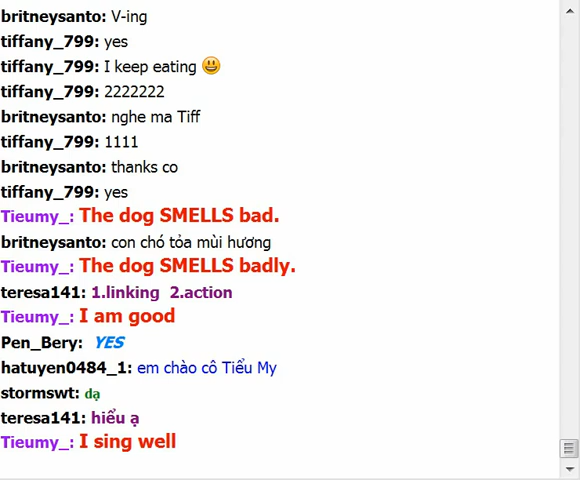 britneysanto: V-ing
tiffany_799: yes
tiffany_799: I keep eating 😃
tiffany_799: 2222222
britneysanto: nghe ma Tiff
tiffany_799: 1111
britneysanto: thanks co
tiffany_799: yes
Tieumy_: The dog SMELLS bad.
britneysanto: con chó tỏa mùi hương
Tieumy_: The dog SMELLS badly.
teresa141: 1.linking 2.action
Tieumy_: I am good
Pen_Bery: YES
hatuyen0484_1: em chào cô Tiểu My
stormswt: dạ
teresa141: hiểu ạ
Tieumy_: I sing well